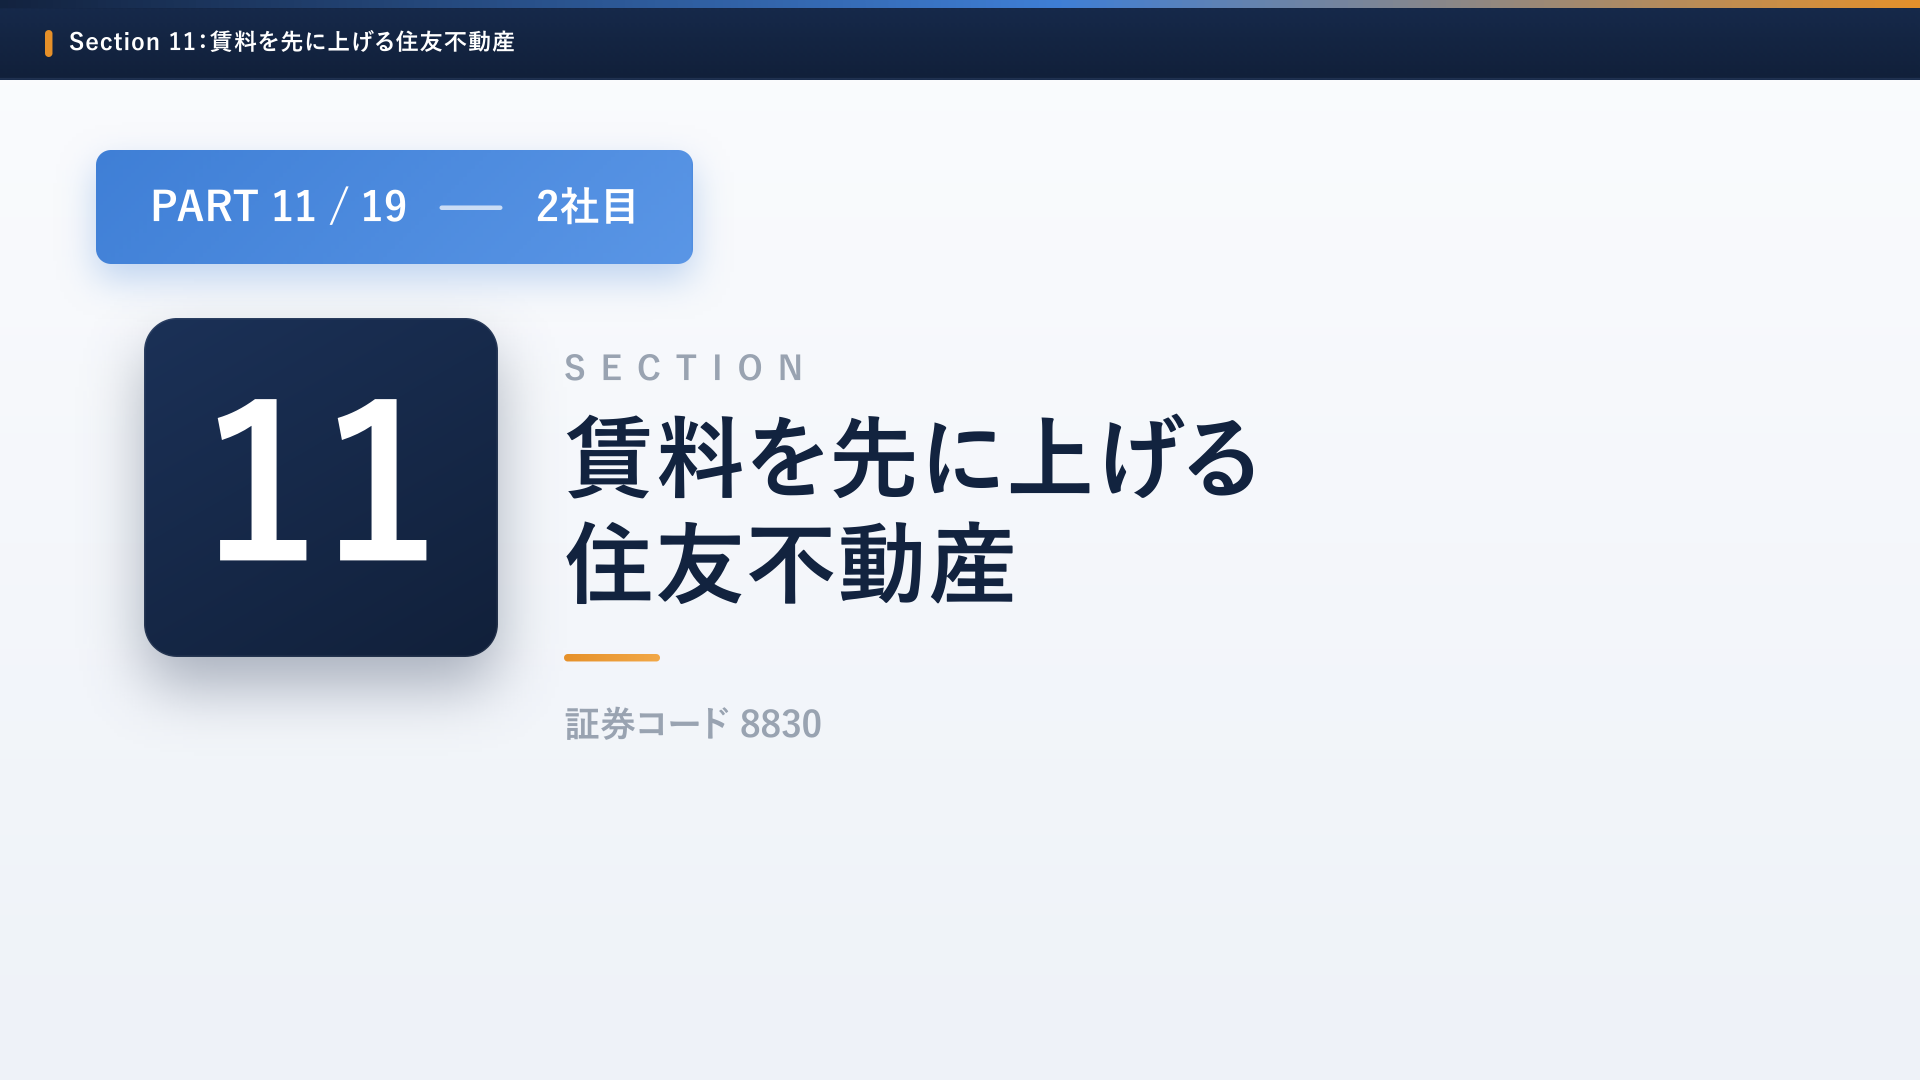 Section 11：賃料を先に上げる住友不動産
PART 11 / 19 — 2社目
11
SECTION
賃料を先に上げる
住友不動産
証券コード 8830